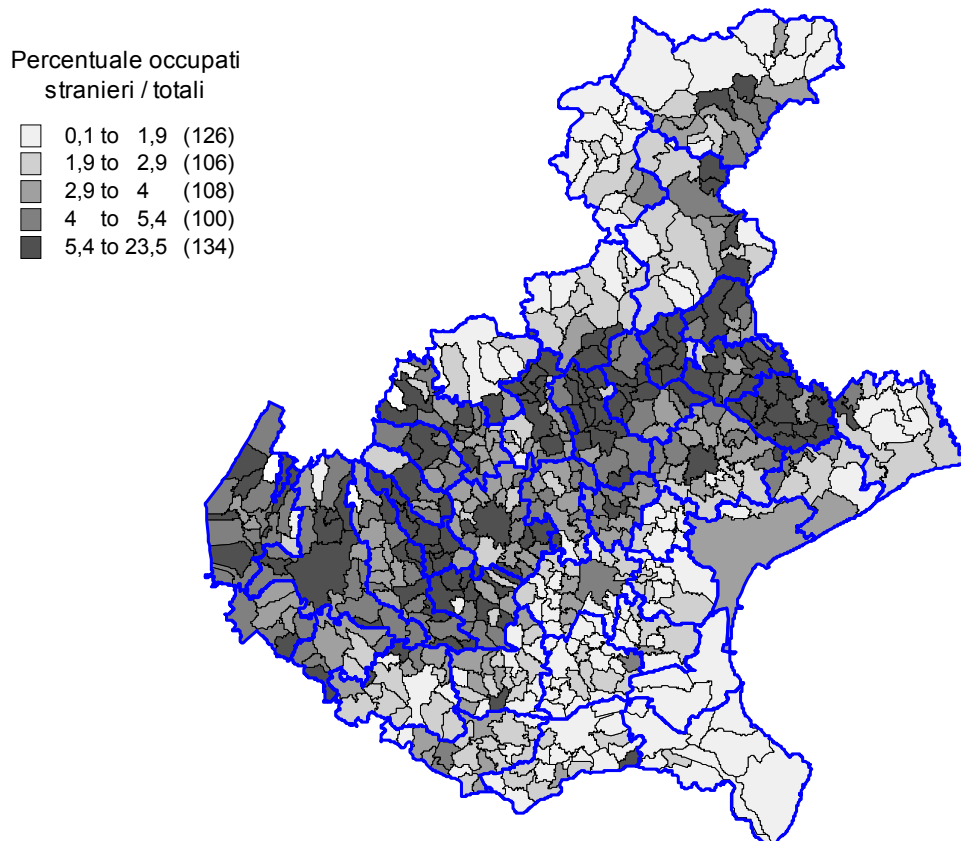 Percentuale occupati
stranieri / totali
0,1 to 1,9 (126)
1,9 to 2,9 (106)
2,9 to 4 (108)
4 to 5,4 (100)
5,4 to 23,5 (134)